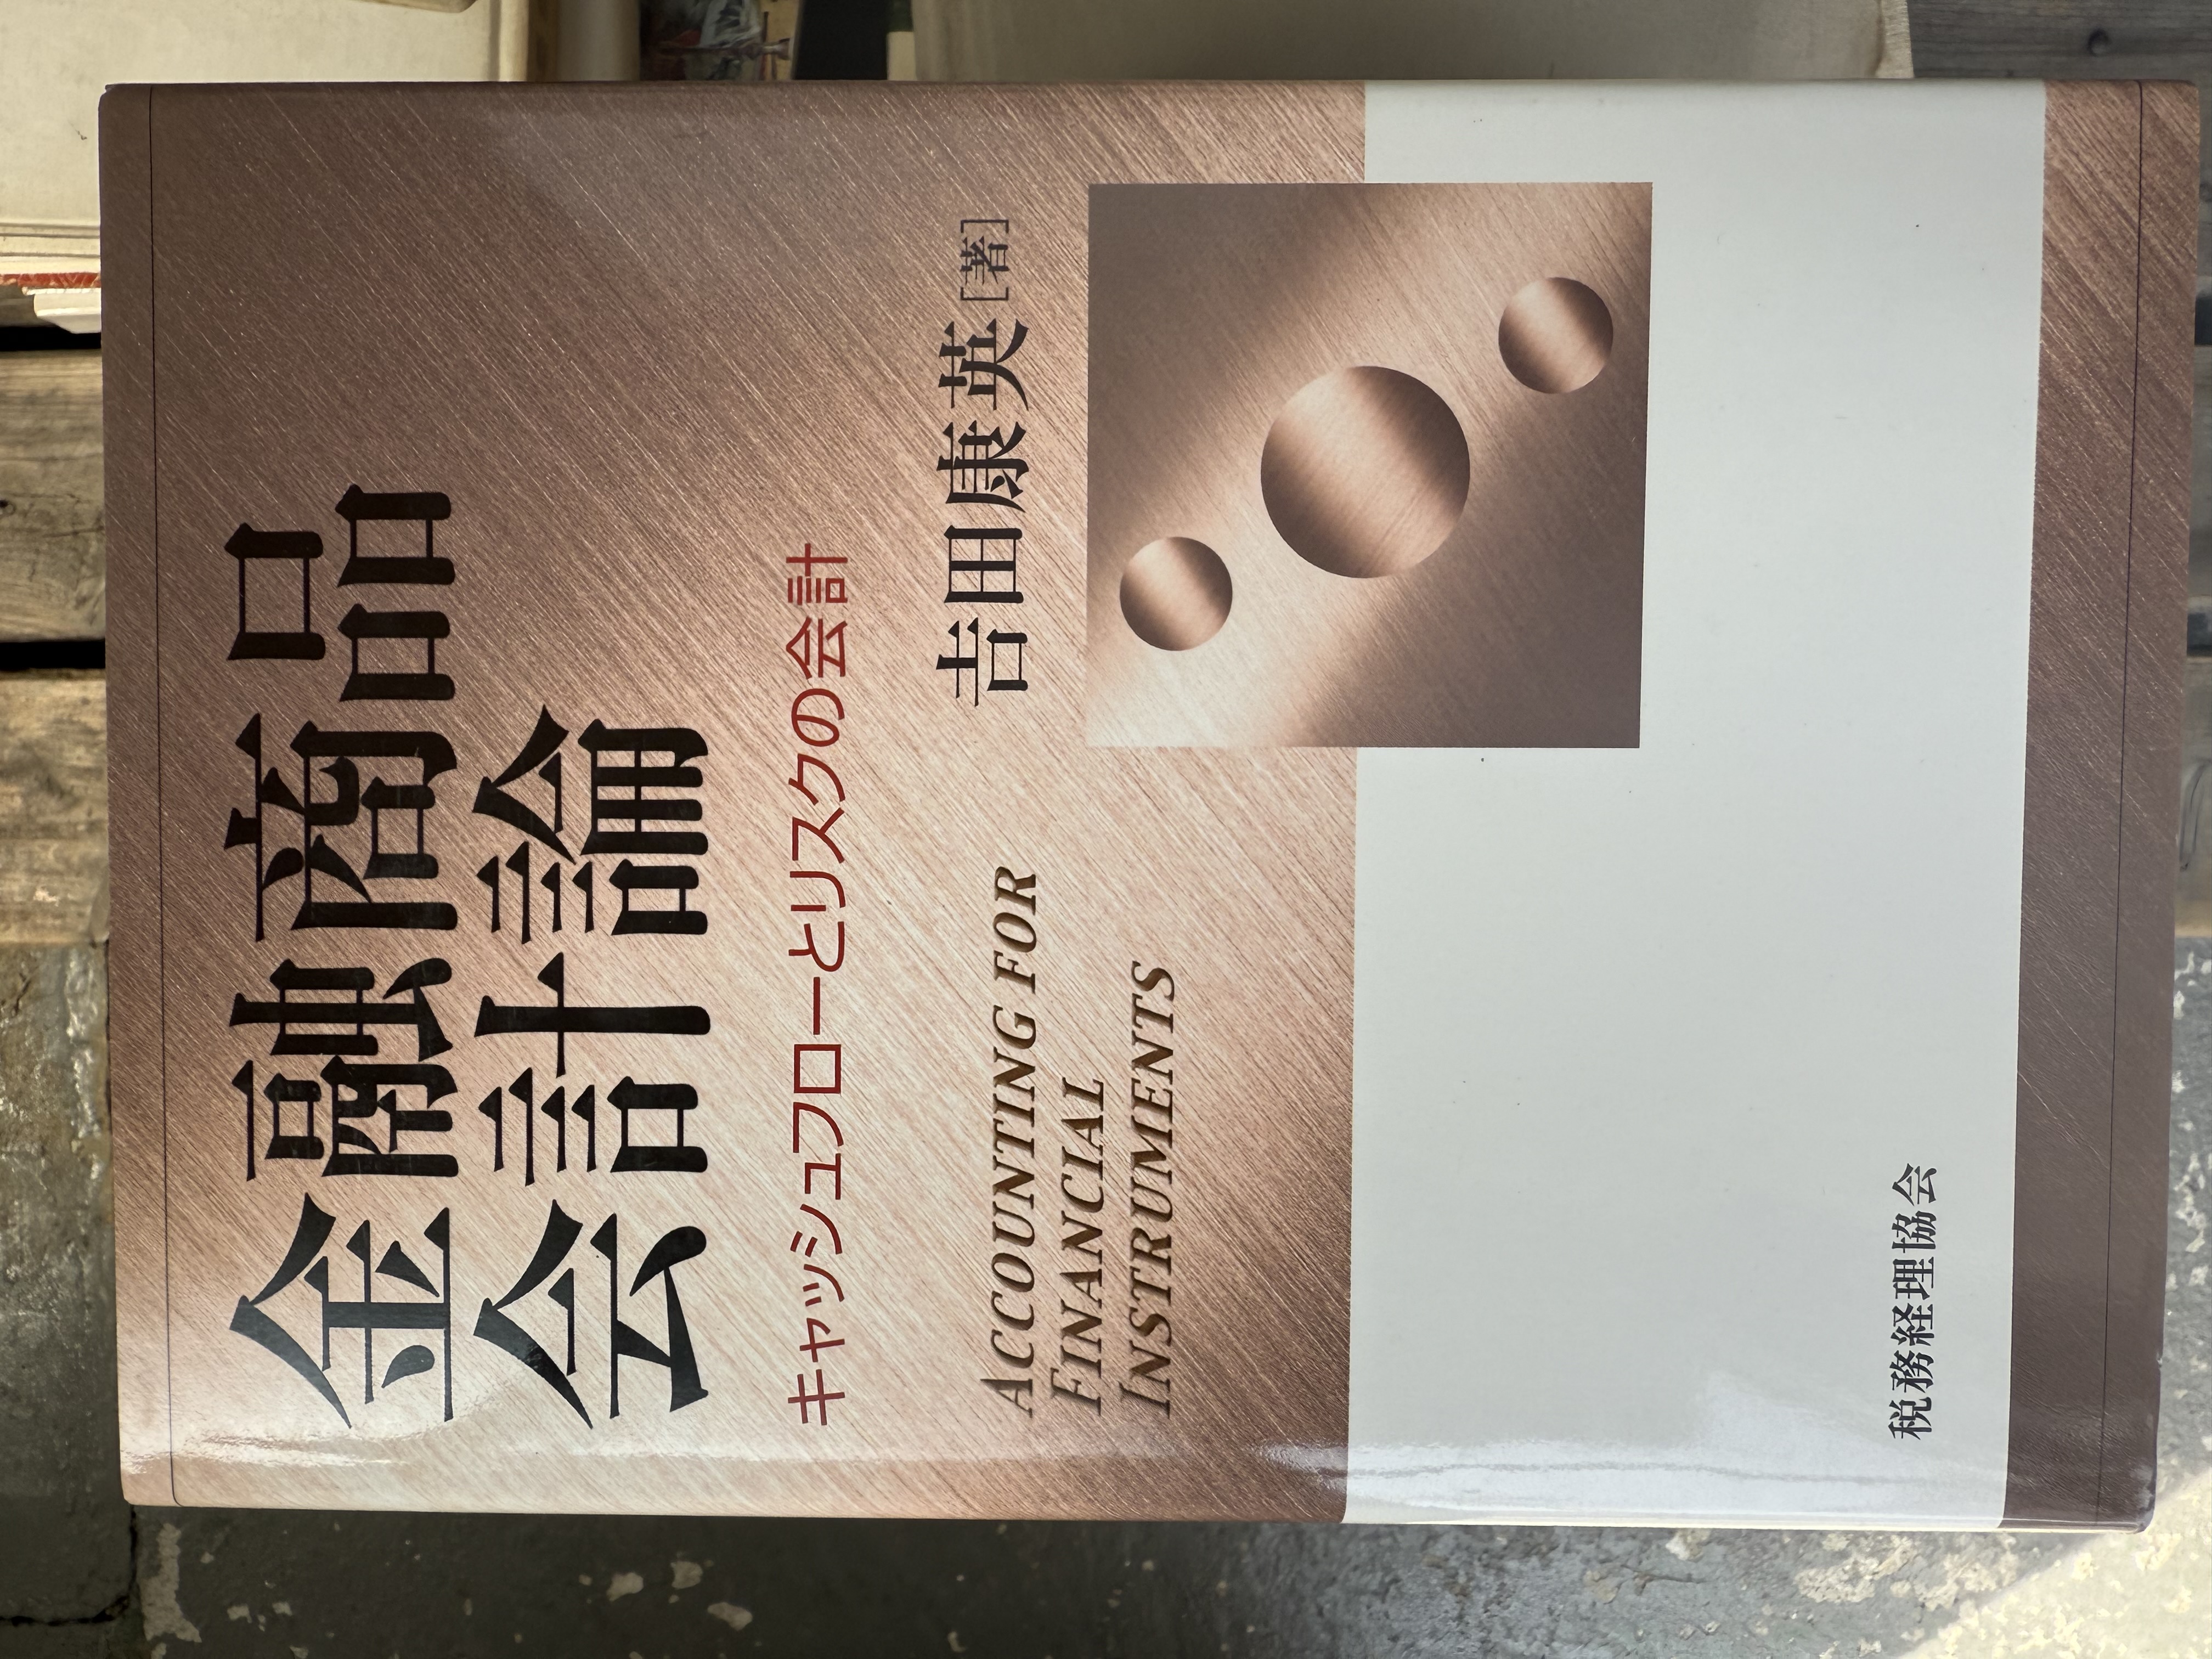 金融商品
会計論
キャッシュフローとリスクの会計
吉田康英[著]
ACCOUNTING FOR
FINANCIAL
INSTRUMENTS
税務経理協会